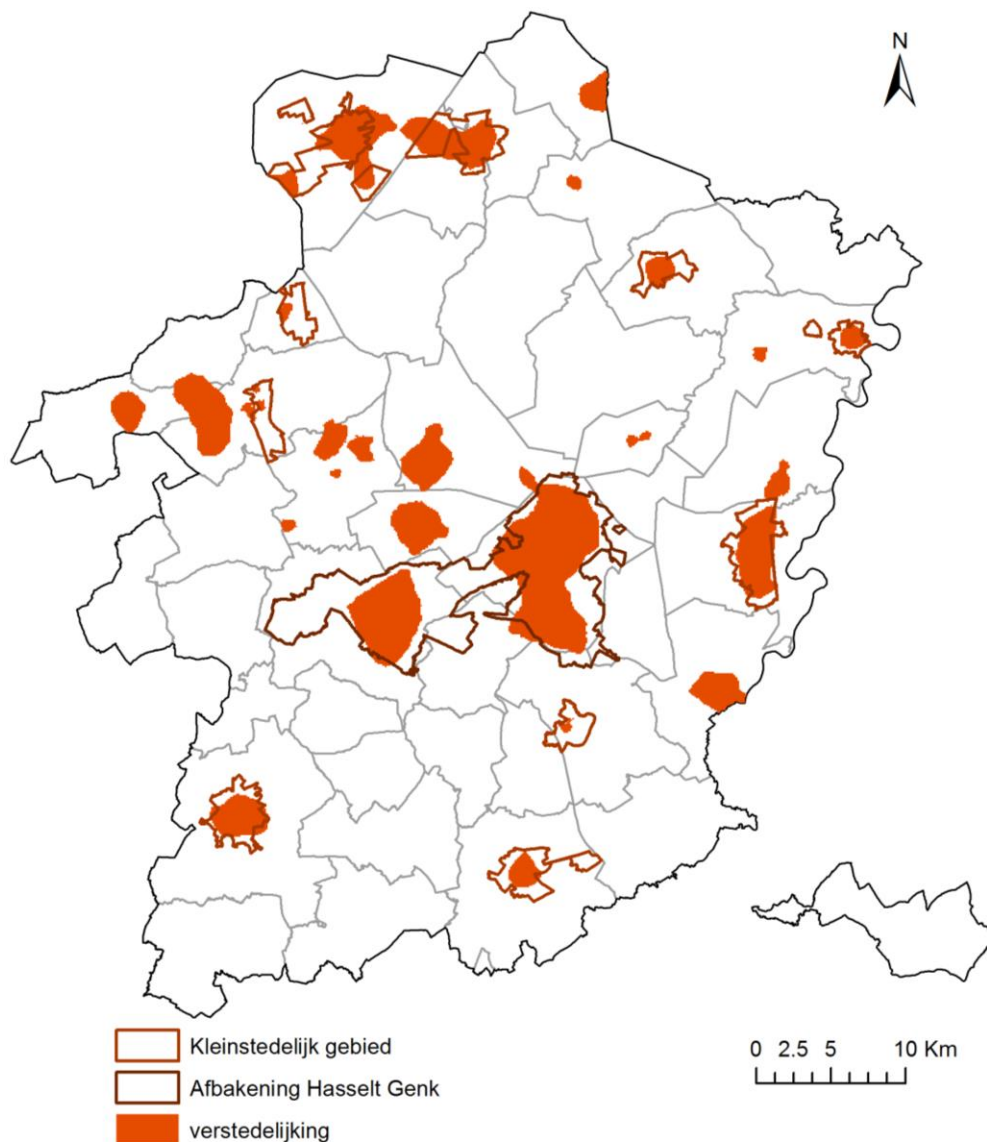 N
Kleinstedelijk gebied
Afbakening Hasselt Genk
verstedelijking
0 2.5 5 10 Km